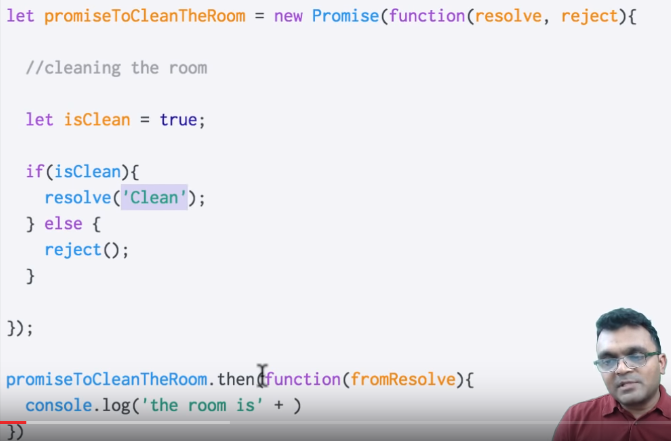 let promiseToCleanTheRoom = new Promise(function(resolve, reject){
//cleaning the room
let isClean = true;
if(isClean){
resolve('Clean');
} else {
reject();
}
});
promiseToCleanTheRoom.then(function(fromResolve){
console.log('the room is' + )
})